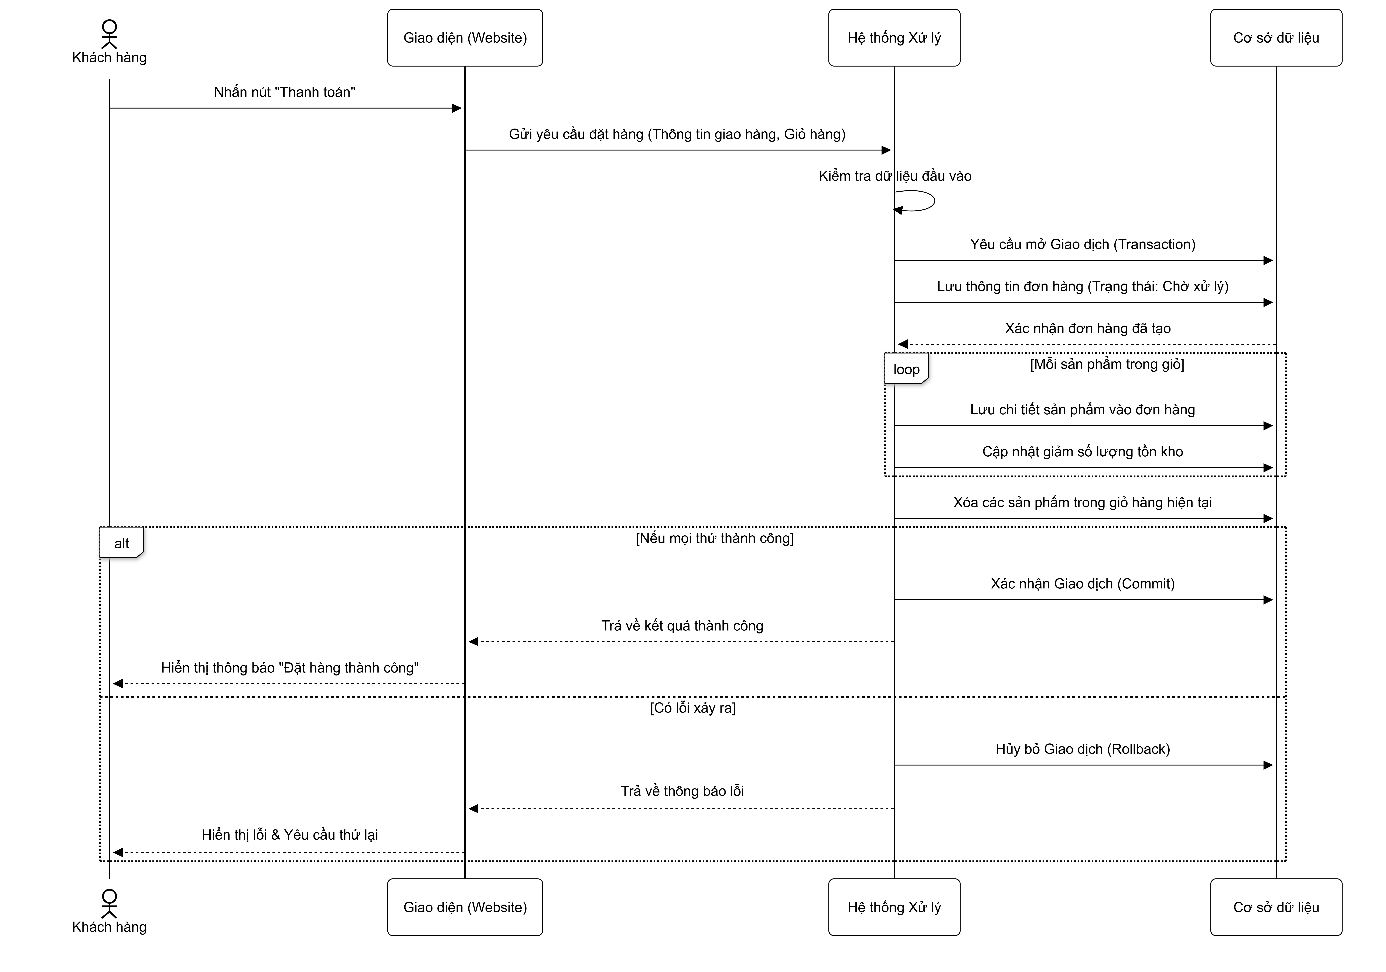 Khách hàng
Giao diện (Website)
Hệ thống Xử lý
Cơ sở dữ liệu
Nhấn nút "Thanh toán"
Gửi yêu cầu đặt hàng (Thông tin giao hàng, Giỏ hàng)
Kiểm tra dữ liệu đầu vào
Yêu cầu mở Giao dịch (Transaction)
Lưu thông tin đơn hàng (Trạng thái: Chờ xử lý)
Xác nhận đơn hàng đã tạo
loop
[Mỗi sản phẩm trong giỏ]
Lưu chi tiết sản phẩm vào đơn hàng
Cập nhật giảm số lượng tồn kho
Xóa các sản phẩm trong giỏ hàng hiện tại
alt
[Nếu mọi thứ thành công]
Xác nhận Giao dịch (Commit)
Trả về kết quả thành công
Hiển thị thông báo "Đặt hàng thành công"
[Có lỗi xảy ra]
Hủy bỏ Giao dịch (Rollback)
Trả về thông báo lỗi
Hiển thị lỗi & Yêu cầu thử lại
Khách hàng
Giao diện (Website)
Hệ thống Xử lý
Cơ sở dữ liệu